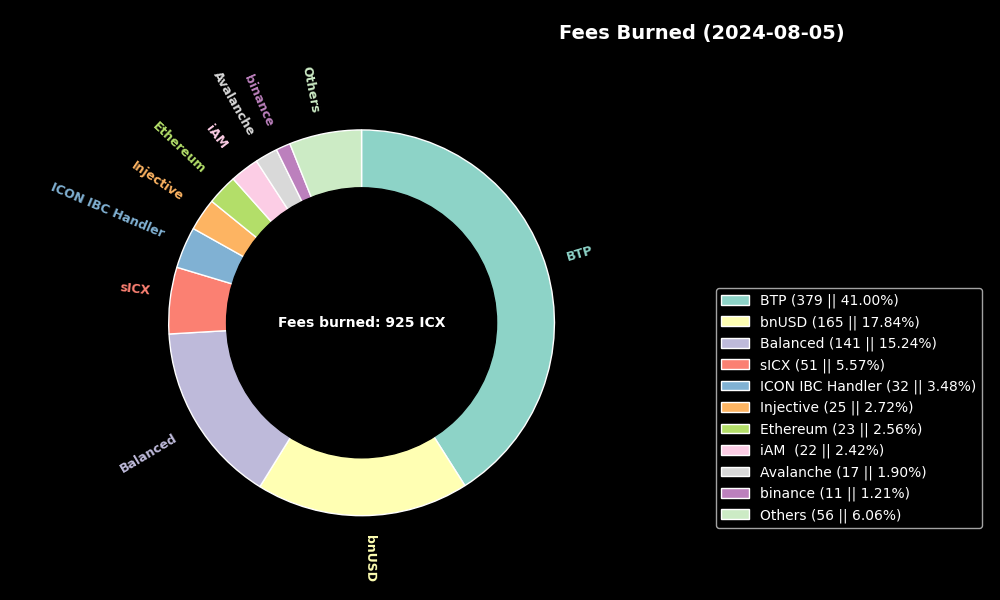 Fees Burned (2024-08-05)
Others
binance
Avalanche
iAM
Ethereum
Injective
ICON IBC Handler
sICX
Balanced
bnUSD
BTP
Fees burned: 925 ICX
BTP (379 || 41.00%)
bnUSD (165 || 17.84%)
Balanced (141 || 15.24%)
sICX (51 || 5.57%)
ICON IBC Handler (32 || 3.48%)
Injective (25 || 2.72%)
Ethereum (23 || 2.56%)
iAM  (22 || 2.42%)
Avalanche (17 || 1.90%)
binance (11 || 1.21%)
Others (56 || 6.06%)